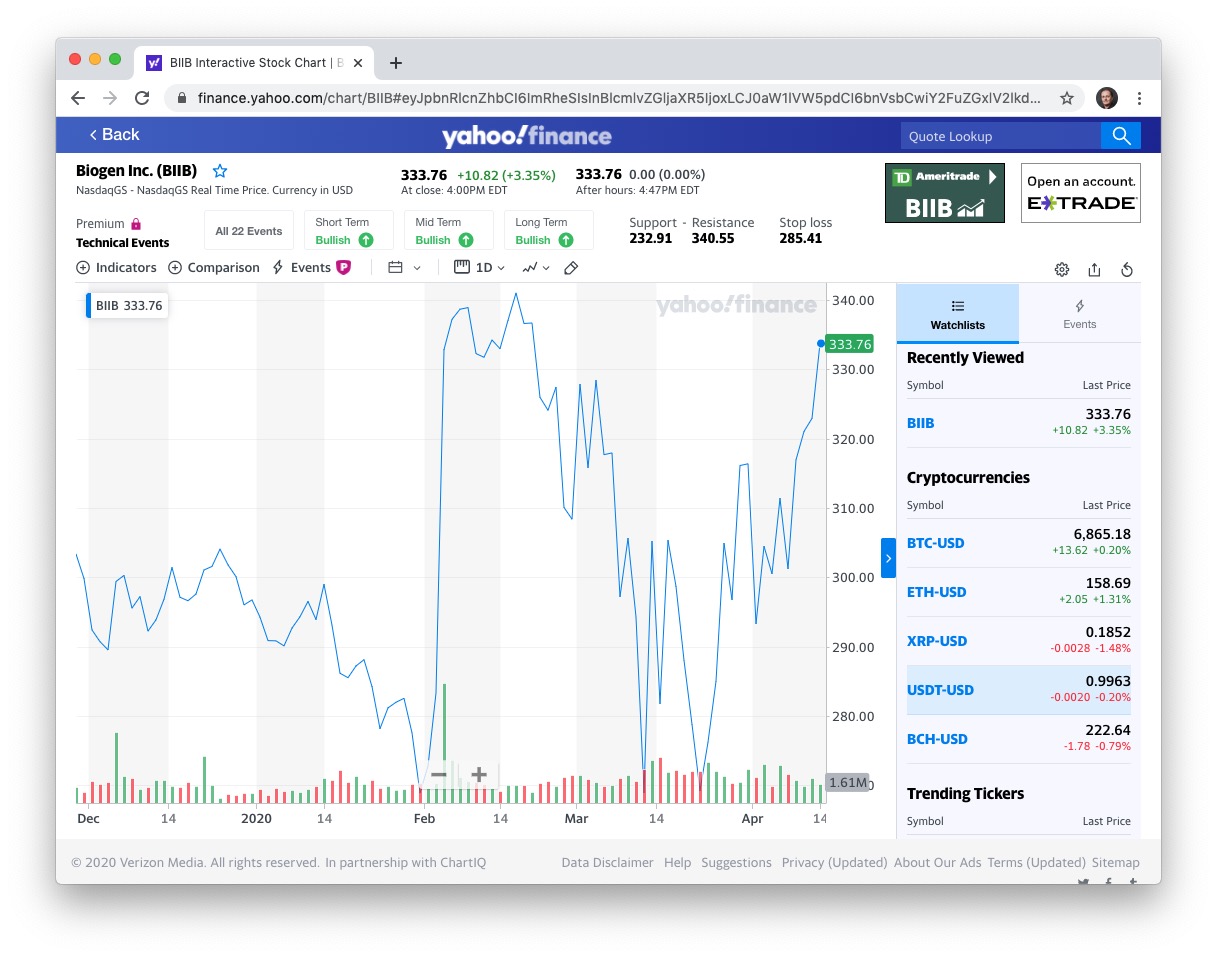 BIIB Interactive Stock Chart | B
finance.yahoo.com/chart/BIIB#eyJpbnRlcnZhbCI6ImRheSIsInBlcmlvZGljaXR5IjoxLCJ0aW1lVW5pdCI6bnVsbCwiY2FuZGxlV2lkd...
Back
yahoo!finance
Quote Lookup
Biogen Inc. (BIIB)
NasdaqGS - NasdaqGS Real Time Price. Currency in USD
333.76 +10.82 (+3.35%)
At close: 4:00PM EDT
333.76 0.00 (0.00%)
After hours: 4:47PM EDT
TD Ameritrade
BIIB
Open an account.
E*TRADE
Premium
Technical Events
All 22 Events
Short Term
Bullish
Mid Term
Bullish
Long Term
Bullish
Support - Resistance
232.91 340.55
Stop loss
285.41
Indicators Comparison Events P 1D
BIIB 333.76
yahoo!finance
340.00
333.76
330.00
320.00
310.00
300.00
290.00
280.00
1.61M
Dec 14 2020 14 Feb 14 Mar 14 Apr 14
Watchlists
Events
Recently Viewed
Symbol Last Price
BIIB 333.76
+10.82 +3.35%
Cryptocurrencies
Symbol Last Price
BTC-USD 6,865.18
+13.62 +0.20%
ETH-USD 158.69
+2.05 +1.31%
XRP-USD 0.1852
-0.0028 -1.48%
USDT-USD 0.9963
-0.0020 -0.20%
BCH-USD 222.64
-1.78 -0.79%
Trending Tickers
Symbol Last Price
© 2020 Verizon Media. All rights reserved. In partnership with ChartIQ
Data Disclaimer Help Suggestions Privacy (Updated) About Our Ads Terms (Updated) Sitemap